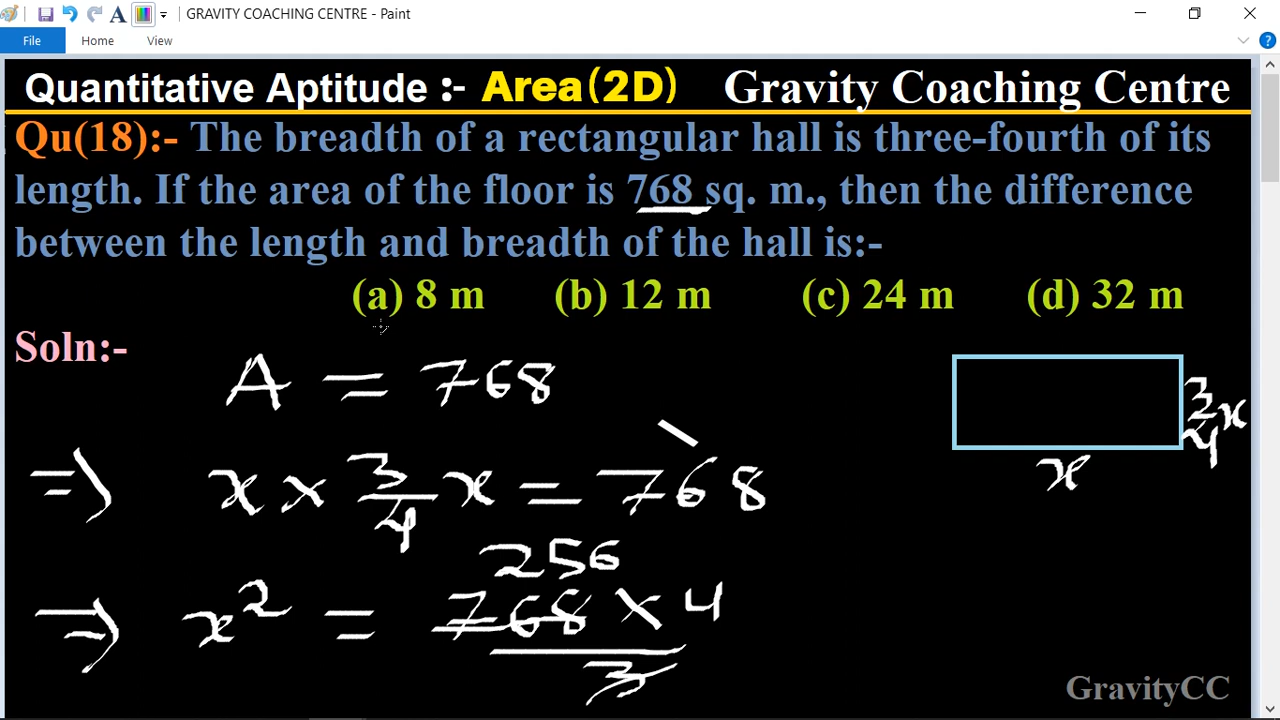 GRAVITY COACHING CENTRE - Paint
File Home View
Quantitative Aptitude :- Area(2D) Gravity Coaching Centre
Qu(18):- The breadth of a rectangular hall is three-fourth of its
length. If the area of the floor is 768 sq. m., then the difference
between the length and breadth of the hall is:-
(a) 8 m (b) 12 m (c) 24 m (d) 32 m
Soln:-
A = 768
3/4 x
x
=> x × 3/4 x = 768
256
=> x² = 768 × 4 / 3
GravityCC